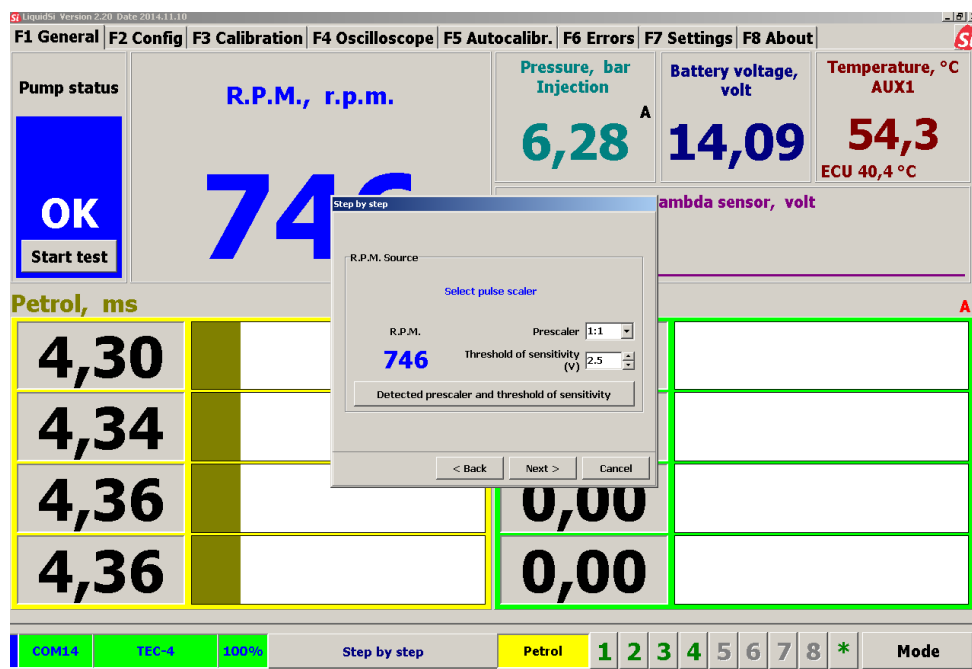 LiquidSi Version 2.20 Date 2014.11.10
F1 General F2 Config F3 Calibration F4 Oscilloscope F5 Autocalibr. F6 Errors F7 Settings F8 About
Pump status
OK
Start test
R.P.M., r.p.m.
746
Pressure, bar
Injection
A
6,28
Battery voltage,
volt
14,09
Temperature, °C
AUX1
54,3
ECU 40,4 °C
ambda sensor, volt
Step by step
R.P.M. Source
Select pulse scaler
R.P.M.
746
Prescaler 1:1
Threshold of sensitivity
(V) 2.5
Detected prescaler and threshold of sensitivity
< Back Next > Cancel
Petrol, ms
A
4,30
4,34
4,36
0,00
4,36
0,00
COM14 TEC-4 100% Step by step Petrol 1 2 3 4 5 6 7 8 * Mode